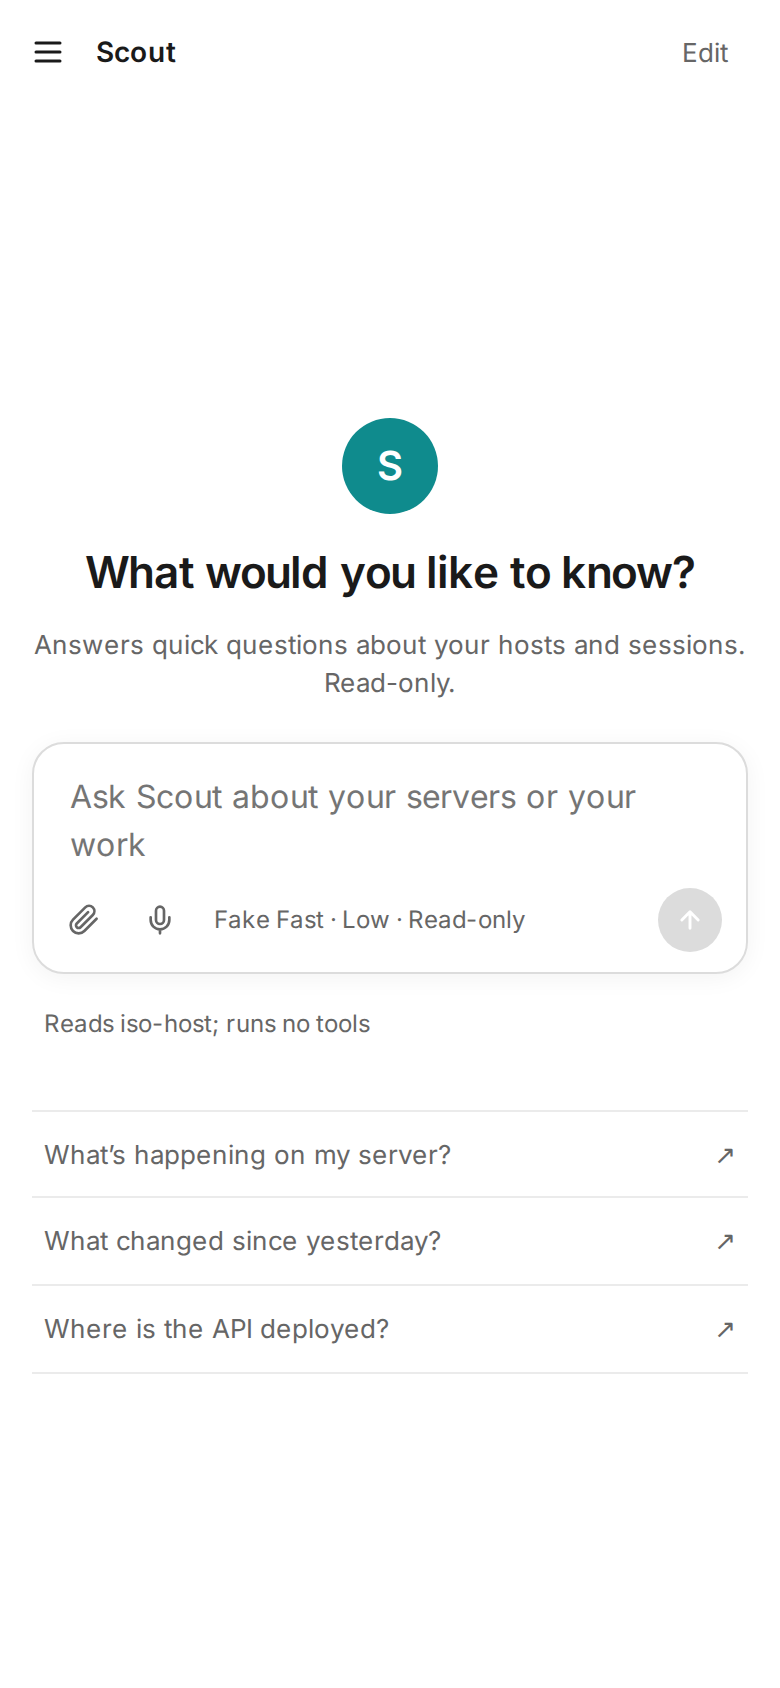 Scout
Edit
S
What would you like to know?
Answers quick questions about your hosts and sessions.
Read-only.
Ask Scout about your servers or your
work
Fake Fast · Low · Read-only
Reads iso-host; runs no tools
What’s happening on my server? ↗
What changed since yesterday? ↗
Where is the API deployed? ↗